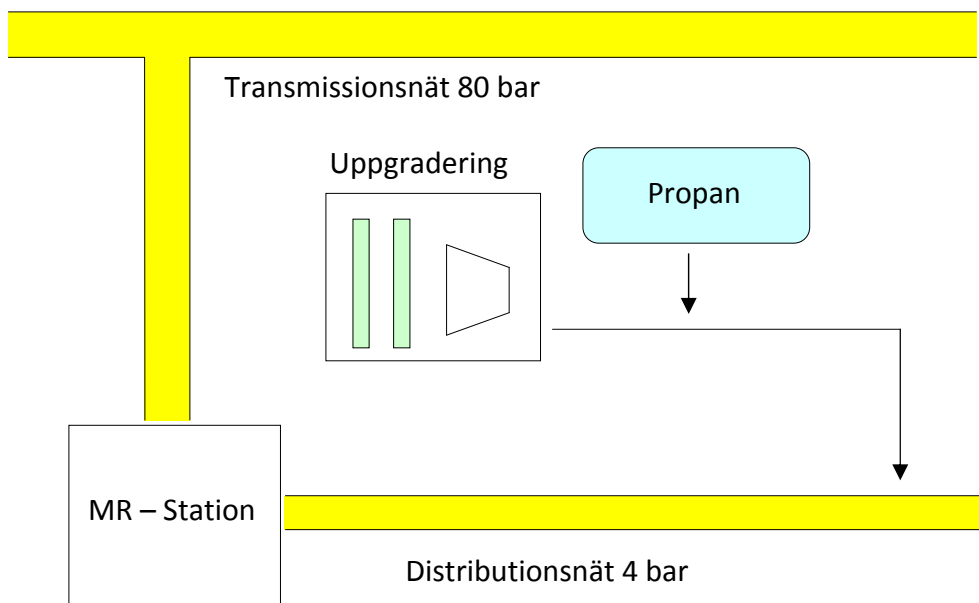 Transmissionsnät 80 bar
Uppgradering
Propan
MR – Station
Distributionsnät 4 bar